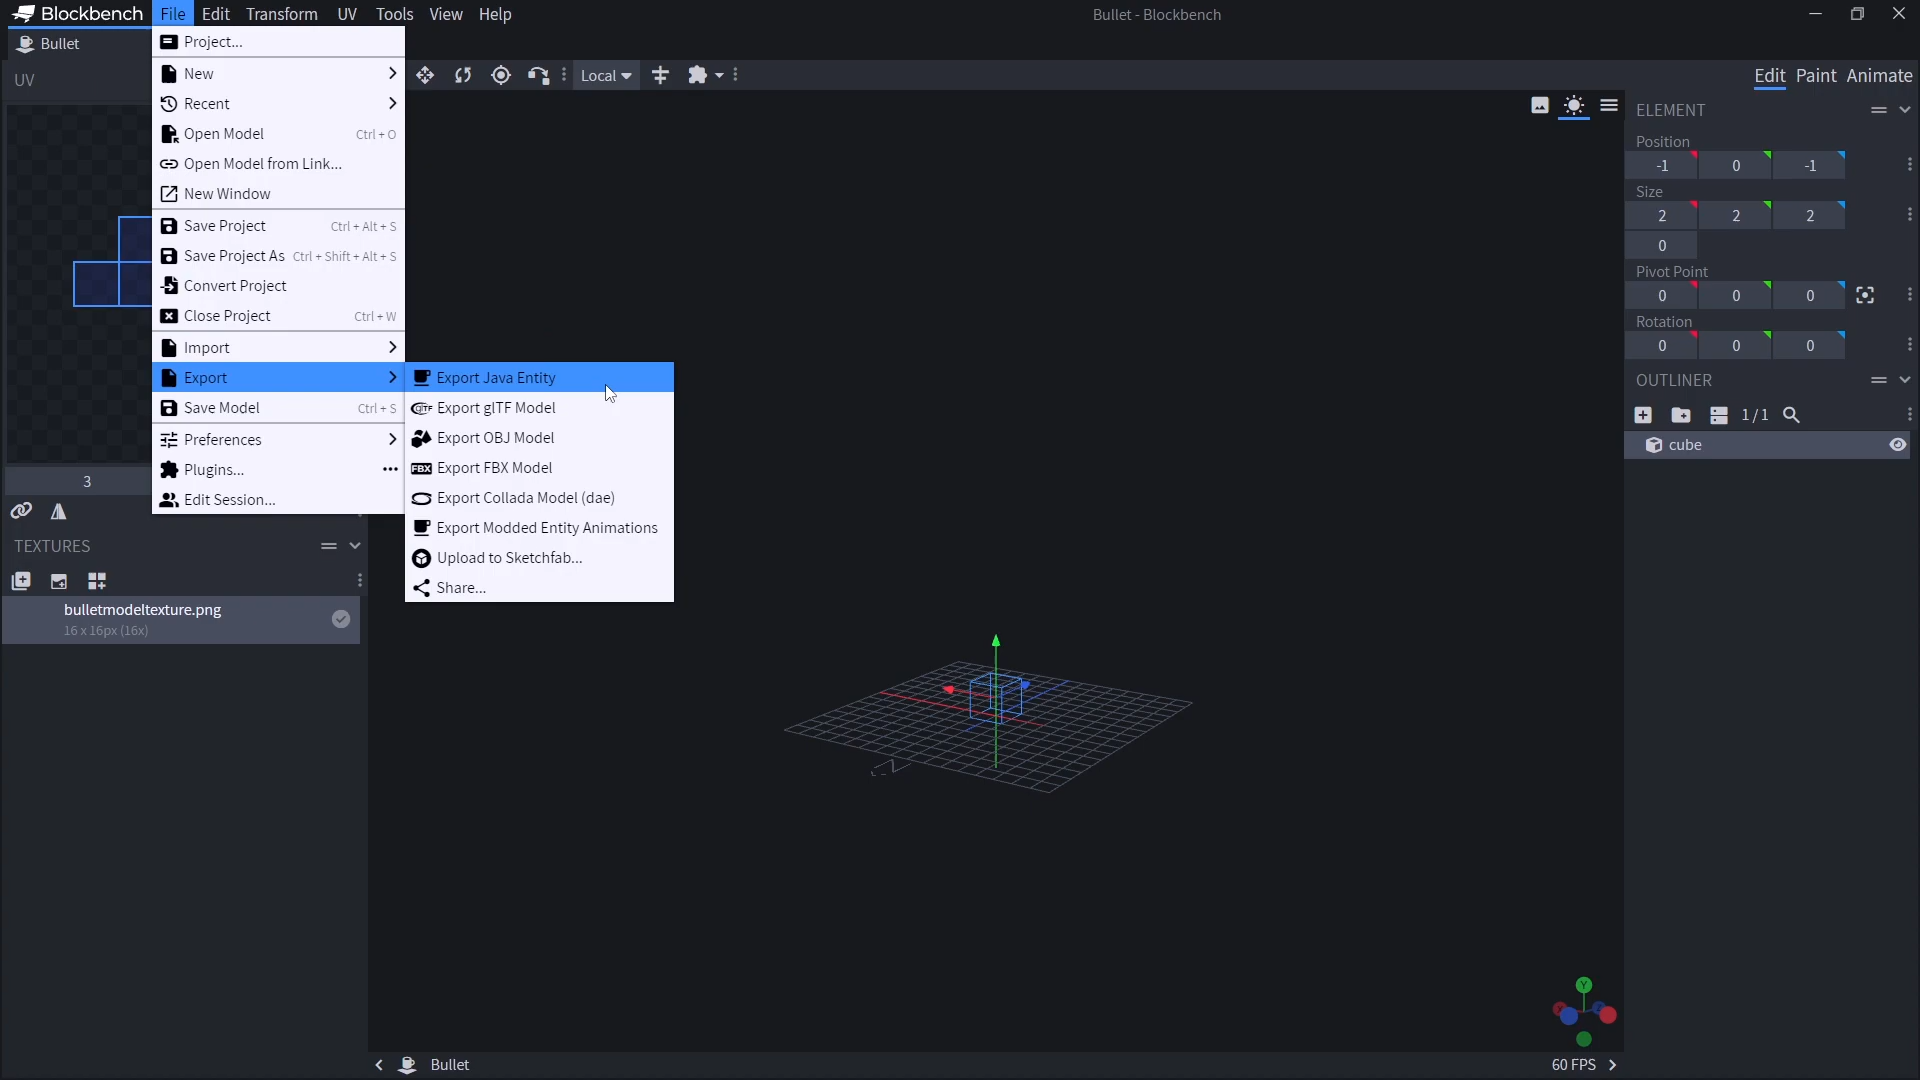 Blockbench File Edit Transform UV Tools View Help Bullet - Blockbench
Bullet
UV
Local
Edit Paint Animate
Project...
New
Recent
Open Model Ctrl + O
Open Model from Link...
New Window
Save Project Ctrl + Alt + S
Save Project As Ctrl + Shift + Alt + S
Convert Project
Close Project Ctrl + W
Import
Export
Save Model Ctrl + S
Preferences
Plugins...
Edit Session...
Export Java Entity
glTF Export glTF Model
Export OBJ Model
FBX Export FBX Model
Export Collada Model (dae)
Export Modded Entity Animations
Upload to Sketchfab...
Share...
3
TEXTURES
bulletmodeltexture.png
16 x 16px (16x)
ELEMENT
Position
-1 0 -1
Size
2 2 2
0
Pivot Point
0 0 0
Rotation
0 0 0
OUTLINER
1/1
cube
Y
Bullet
60 FPS